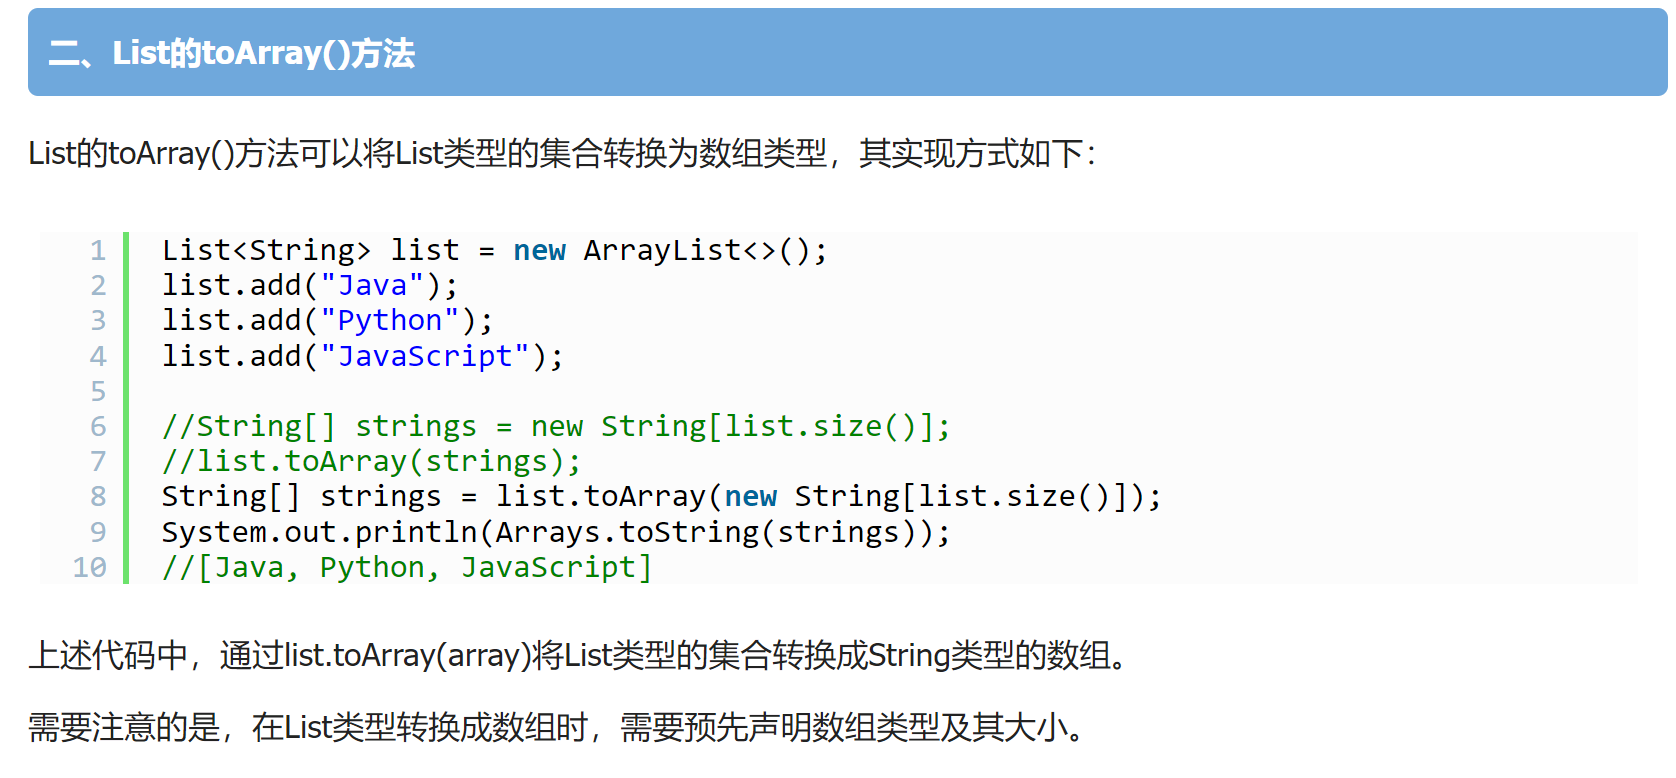 二、List的toArray()方法
List的toArray()方法可以将List类型的集合转换为数组类型，其实现方式如下：
1 List<String> list = new ArrayList<>();
2 list.add("Java");
3 list.add("Python");
4 list.add("JavaScript");
5
6 //String[] strings = new String[list.size()];
7 //list.toArray(strings);
8 String[] strings = list.toArray(new String[list.size()]);
9 System.out.println(Arrays.toString(strings));
10 //[Java, Python, JavaScript]
上述代码中，通过list.toArray(array)将List类型的集合转换成String类型的数组。
需要注意的是，在List类型转换成数组时，需要预先声明数组类型及其大小。